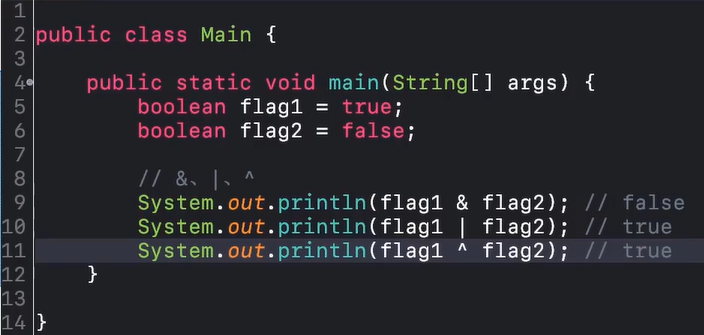 1
2 public class Main {
3
4 public static void main(String[] args) {
5 boolean flag1 = true;
6 boolean flag2 = false;
7
8 // &、|、^
9 System.out.println(flag1 & flag2); // false
10 System.out.println(flag1 | flag2); // true
11 System.out.println(flag1 ^ flag2); // true
12 }
13
14 }